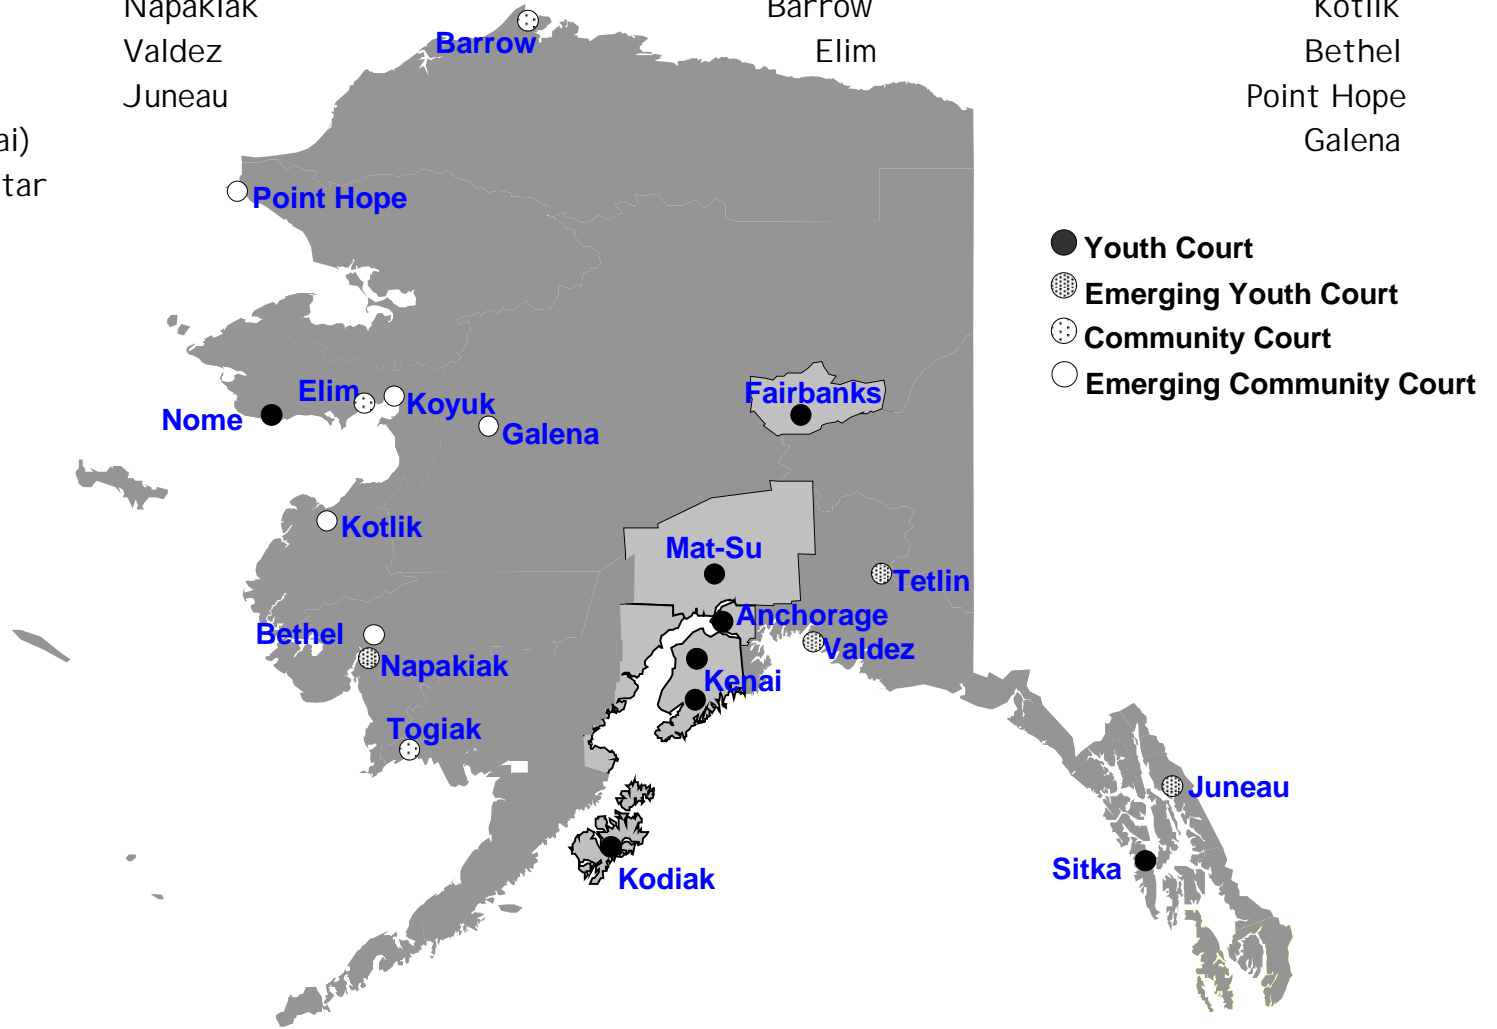 Napakiak Barrow Kotlik
Valdez Elim Bethel
Juneau Point Hope
ai) Galena
tar
Barrow
Point Hope
Youth Court
Emerging Youth Court
Community Court
Emerging Community Court
Elim
Koyuk
Nome
Galena
Fairbanks
Kotlik
Mat-Su
Tetlin
Anchorage
Bethel
Valdez
Napakiak
Kenai
Togiak
Juneau
Sitka
Kodiak